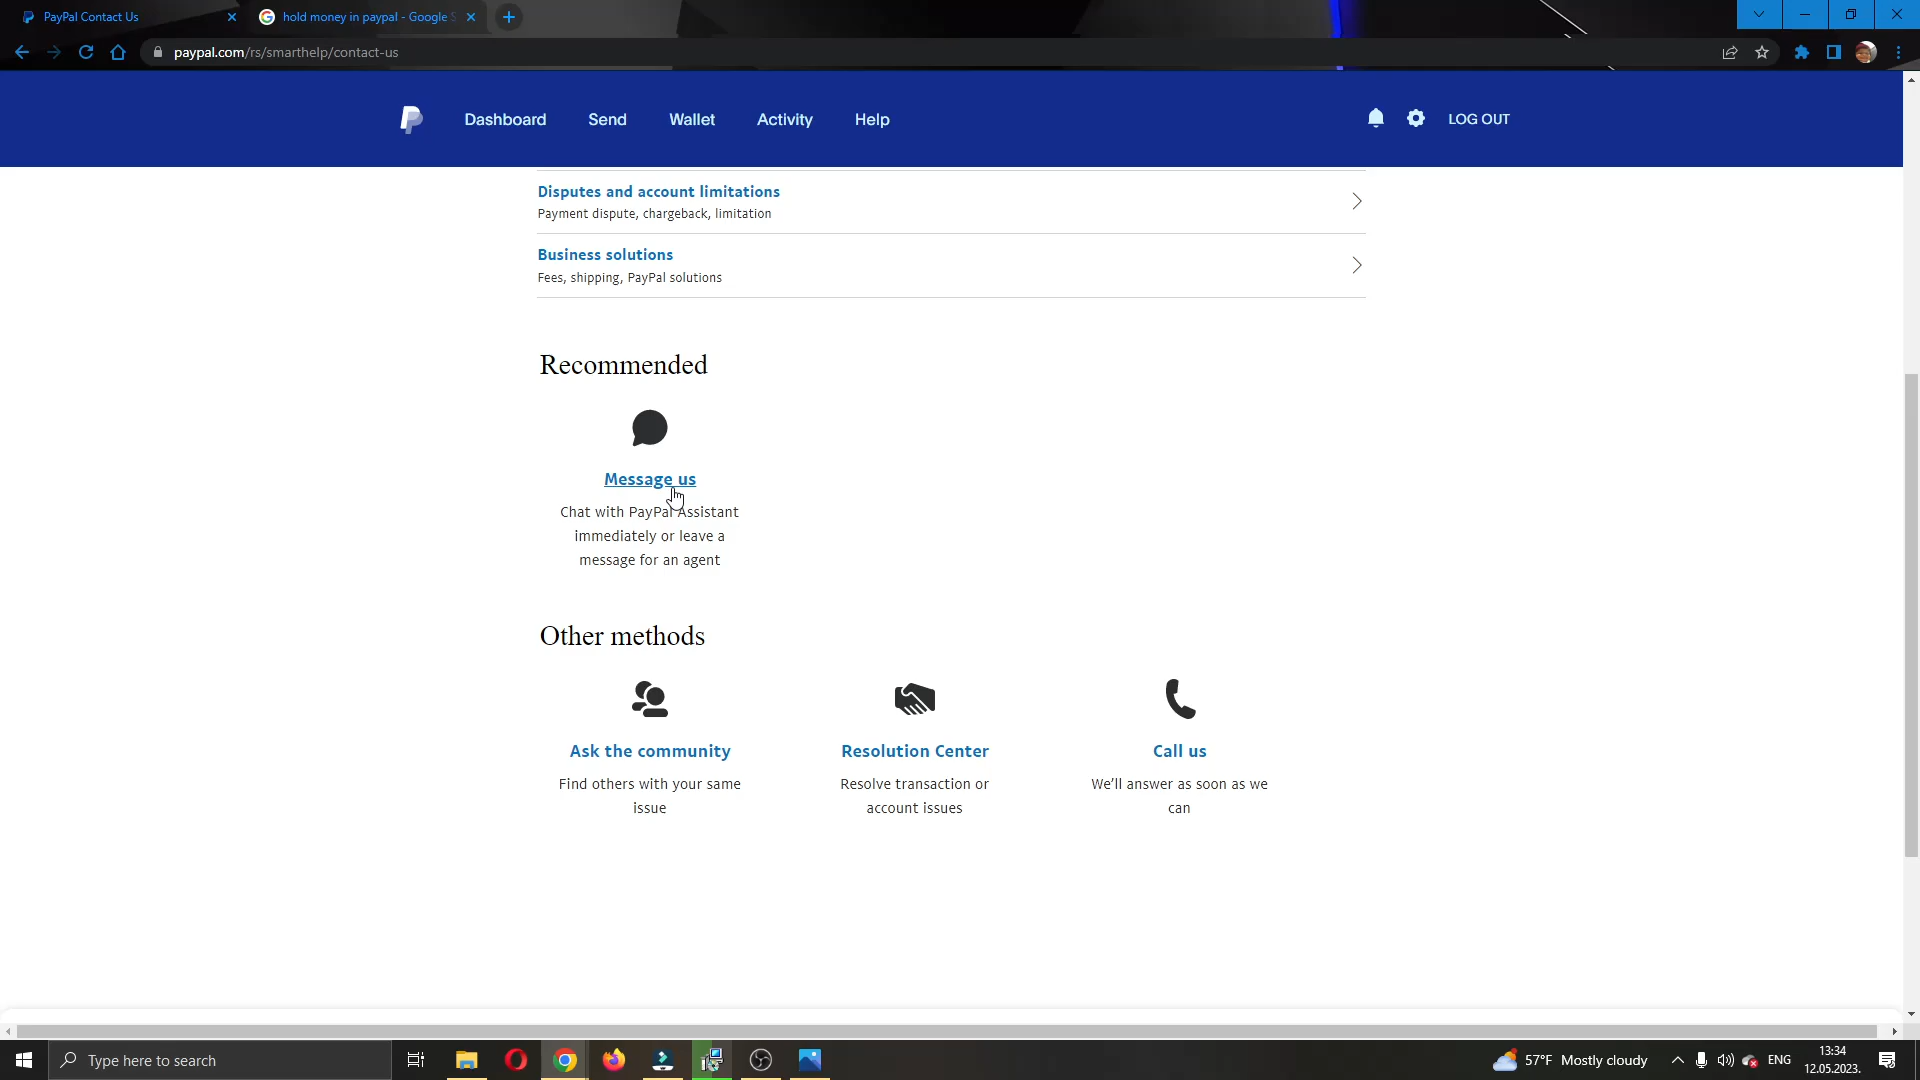 PayPal Contact Us
hold money in paypal - Google S
paypal.com/rs/smarthelp/contact-us
Dashboard
Send
Wallet
Activity
Help
LOG OUT
Disputes and account limitations
Payment dispute, chargeback, limitation
Business solutions
Fees, shipping, PayPal solutions
Recommended
Message us
Chat with PayPal Assistant
immediately or leave a
message for an agent
Other methods
Ask the community
Find others with your same
issue
Resolution Center
Resolve transaction or
account issues
Call us
We'll answer as soon as we
can
Type here to search
57°F Mostly cloudy
ENG
13:34
12.05.2023.